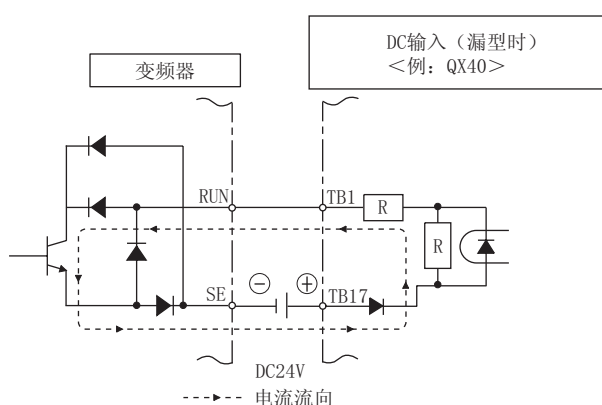 DC输入（漏型时）
＜例：QX40＞
变频器
RUN
TB1
R
R
SE
⊖
⊕
TB17
DC24V
电流流向